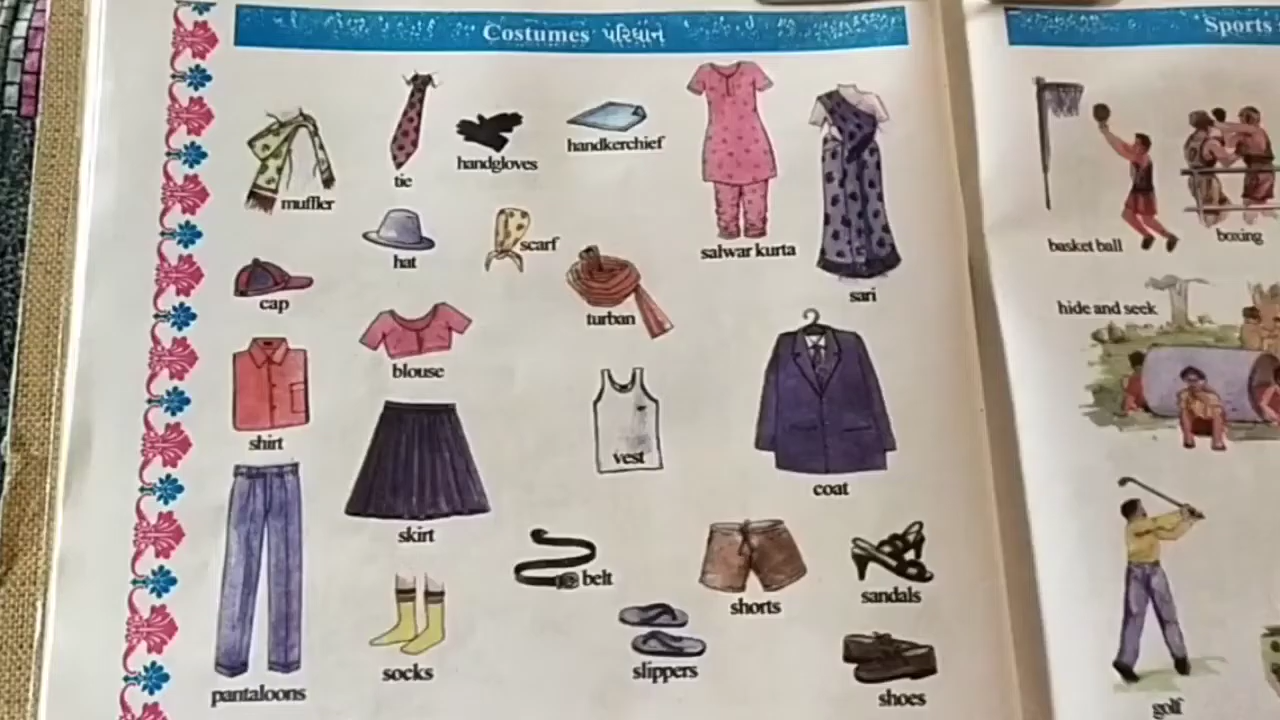 Costumes પરિધાન
muffler
tie
handgloves
handkerchief
salwar kurta
sari
cap
hat
scarf
turban
shirt
blouse
vest
coat
pantaloons
skirt
socks
belt
slippers
shorts
sandals
shoes
Sports
basket ball
boxing
hide and seek
golf